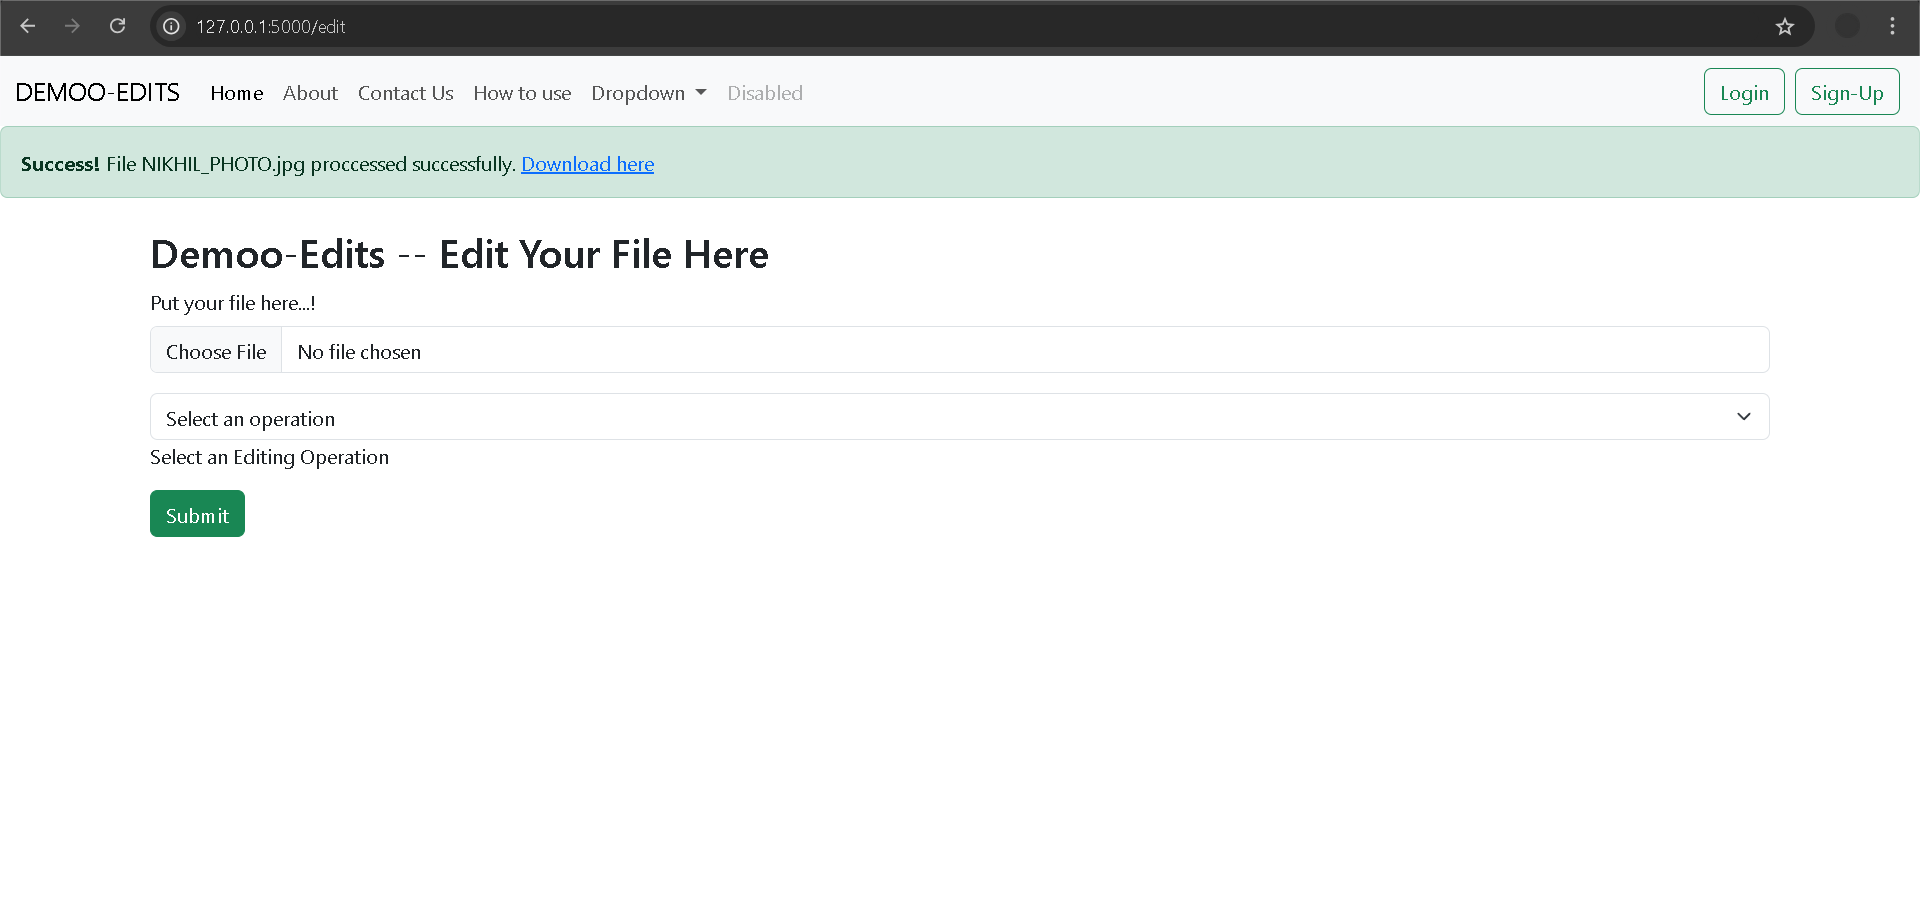 127.0.0.1:5000/edit
DEMOO-EDITS Home About Contact Us How to use Dropdown Disabled Login Sign-Up
Success! File NIKHIL_PHOTO.jpg proccessed successfully. Download here
Demoo-Edits -- Edit Your File Here
Put your file here...!
Choose File No file chosen
Select an operation
Select an Editing Operation
Submit